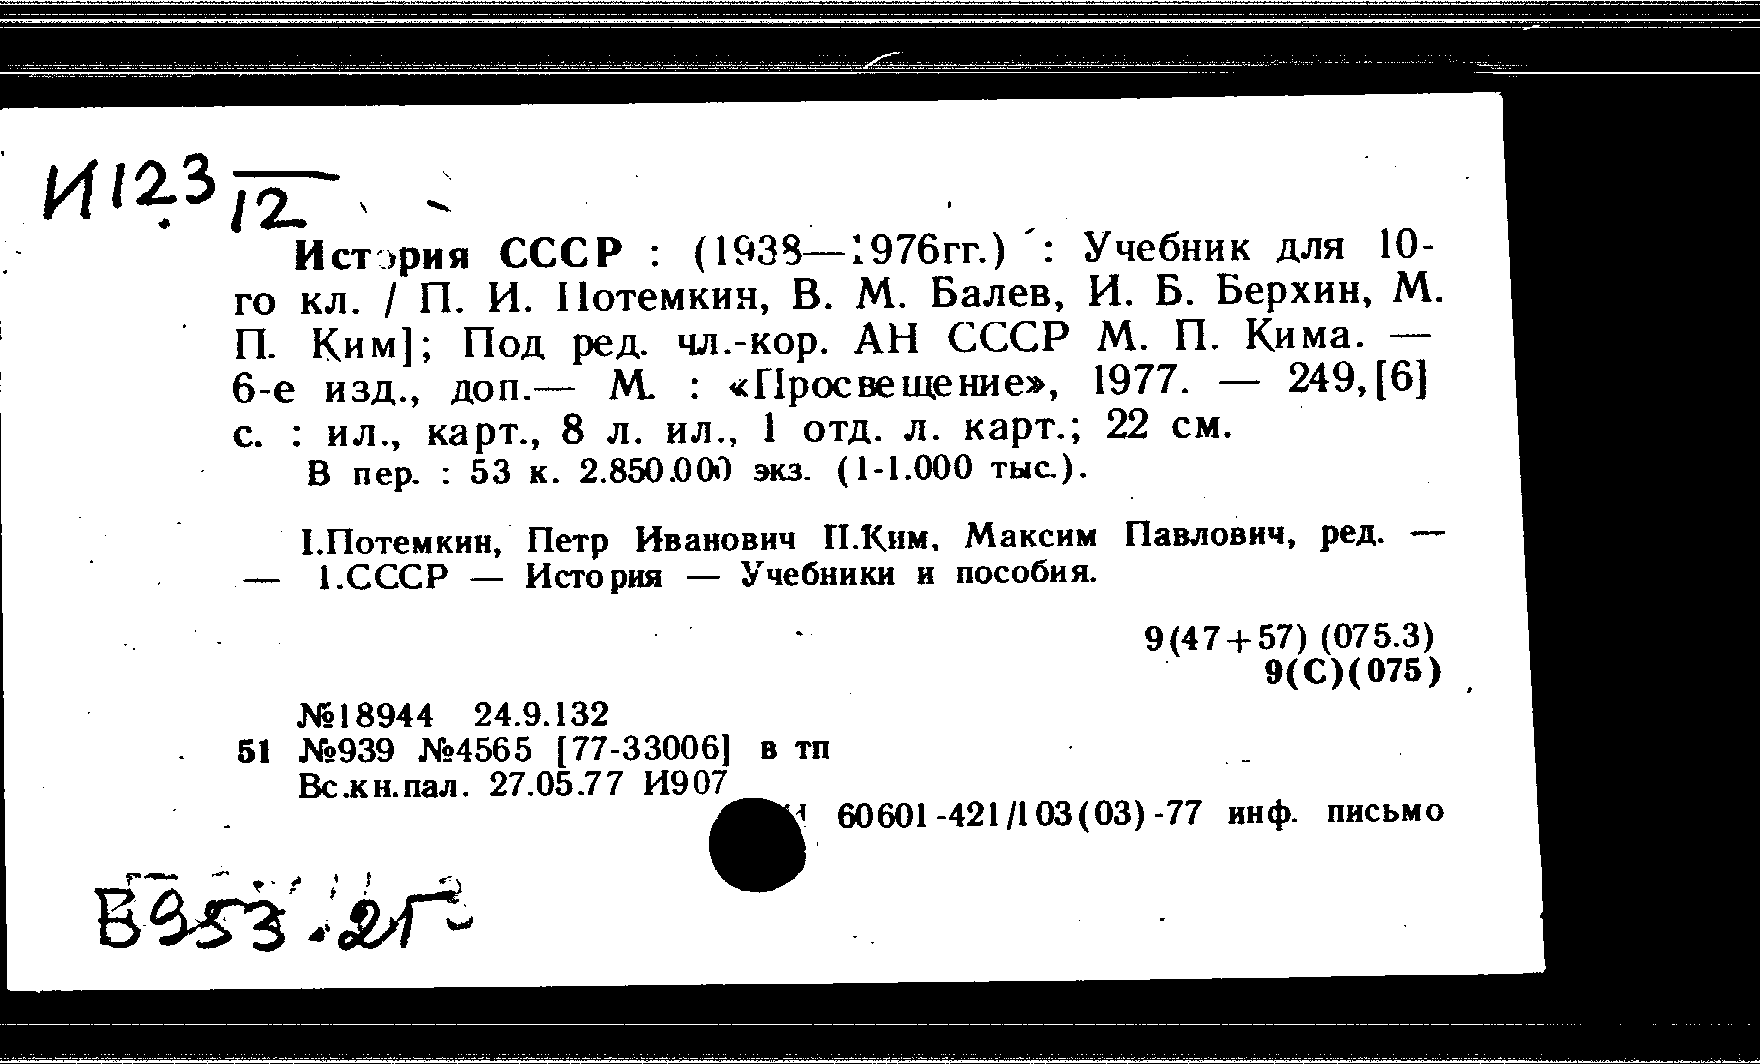 И123/12
История СССР : (1938—1976гг.) : Учебник для 10-
го кл. / П. И. Потемкин, В. М. Балев, И. Б. Берхин, М.
П. Ким]; Под ред. чл.-кор. АН СССР М. П. Кима. —
6-е изд., доп.— М. : «Просвещение», 1977. — 249,[6]
с. : ил., карт., 8 л. ил., 1 отд. л. карт.; 22 см.
В пер. : 53 к. 2.850.000 экз. (1-1.000 тыс.).
I.Потемкин, Петр Иванович П.Ким, Максим Павлович, ред. —
— 1.СССР — История — Учебники и пособия.
9(47+57) (075.3)
9(С)(075)
№18944 24.9.132
51 №939 №4565 [77-33006] в тп
Вс.кн.пал. 27.05.77 И907
60601-421/103(03)-77 инф. письмо